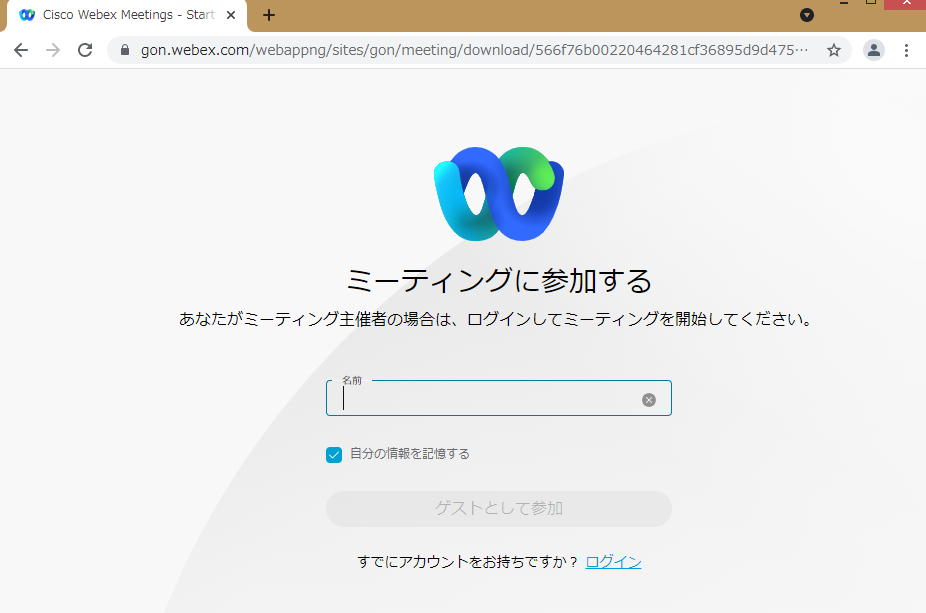 Cisco Webex Meetings - Start
gon.webex.com/webappng/sites/gon/meeting/download/566f76b00220464281cf36895d9d475…
ミーティングに参加する
あなたがミーティング主催者の場合は、ログインしてミーティングを開始してください。
名前
自分の情報を記憶する
ゲストとして参加
すでにアカウントをお持ちですか？ ログイン